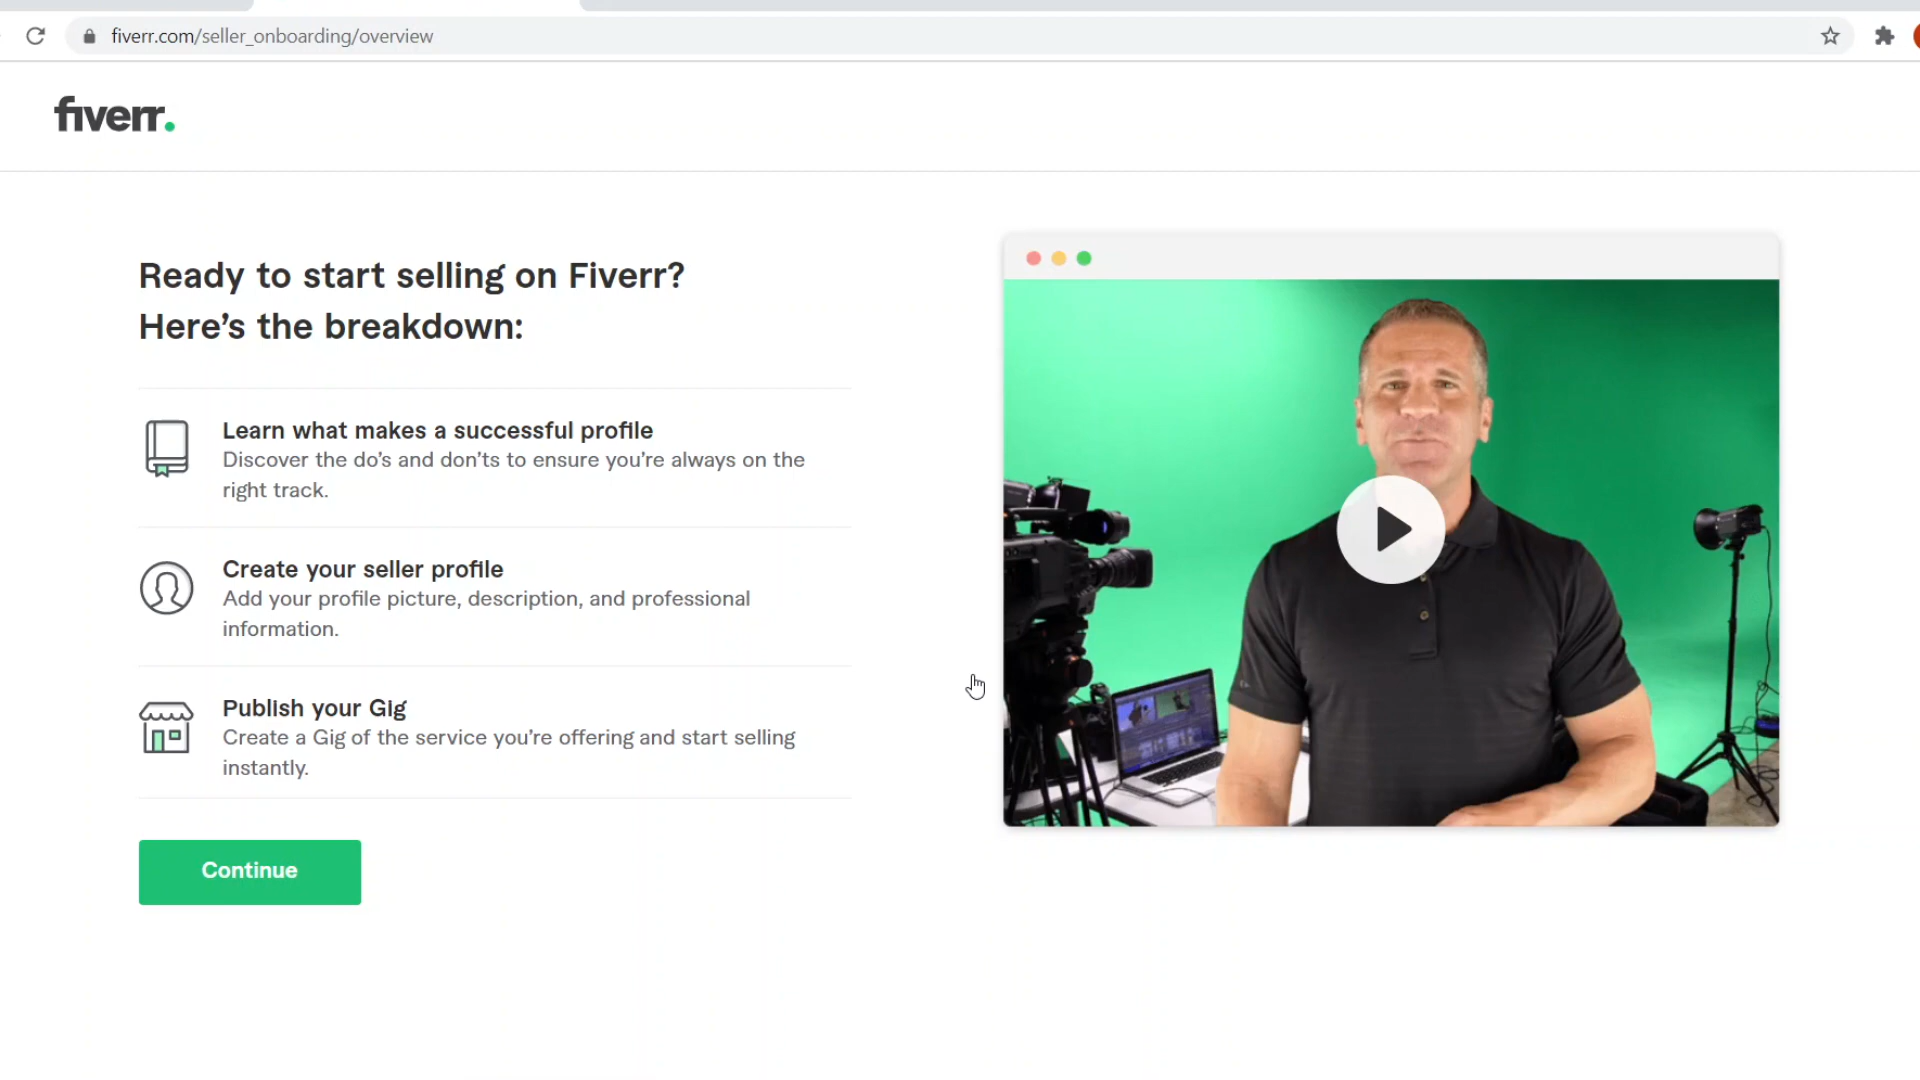 fiverr.com/seller_onboarding/overview
fiverr.
Ready to start selling on Fiverr?
Here’s the breakdown:
Learn what makes a successful profile
Discover the do’s and don’ts to ensure you’re always on the
right track.
Create your seller profile
Add your profile picture, description, and professional
information.
Publish your Gig
Create a Gig of the service you’re offering and start selling
instantly.
Continue